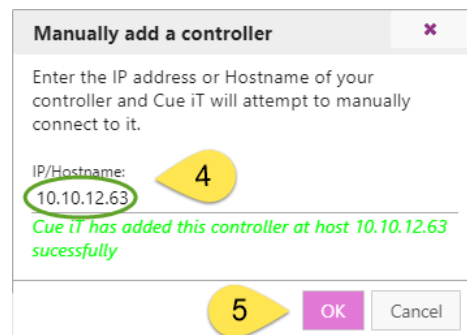 Manually add a controller ×
Enter the IP address or Hostname of your
controller and Cue iT will attempt to manually
connect to it.
IP/Hostname:
4
10.10.12.63
Cue iT has added this controller at host 10.10.12.63
sucessfully
5
OK Cancel